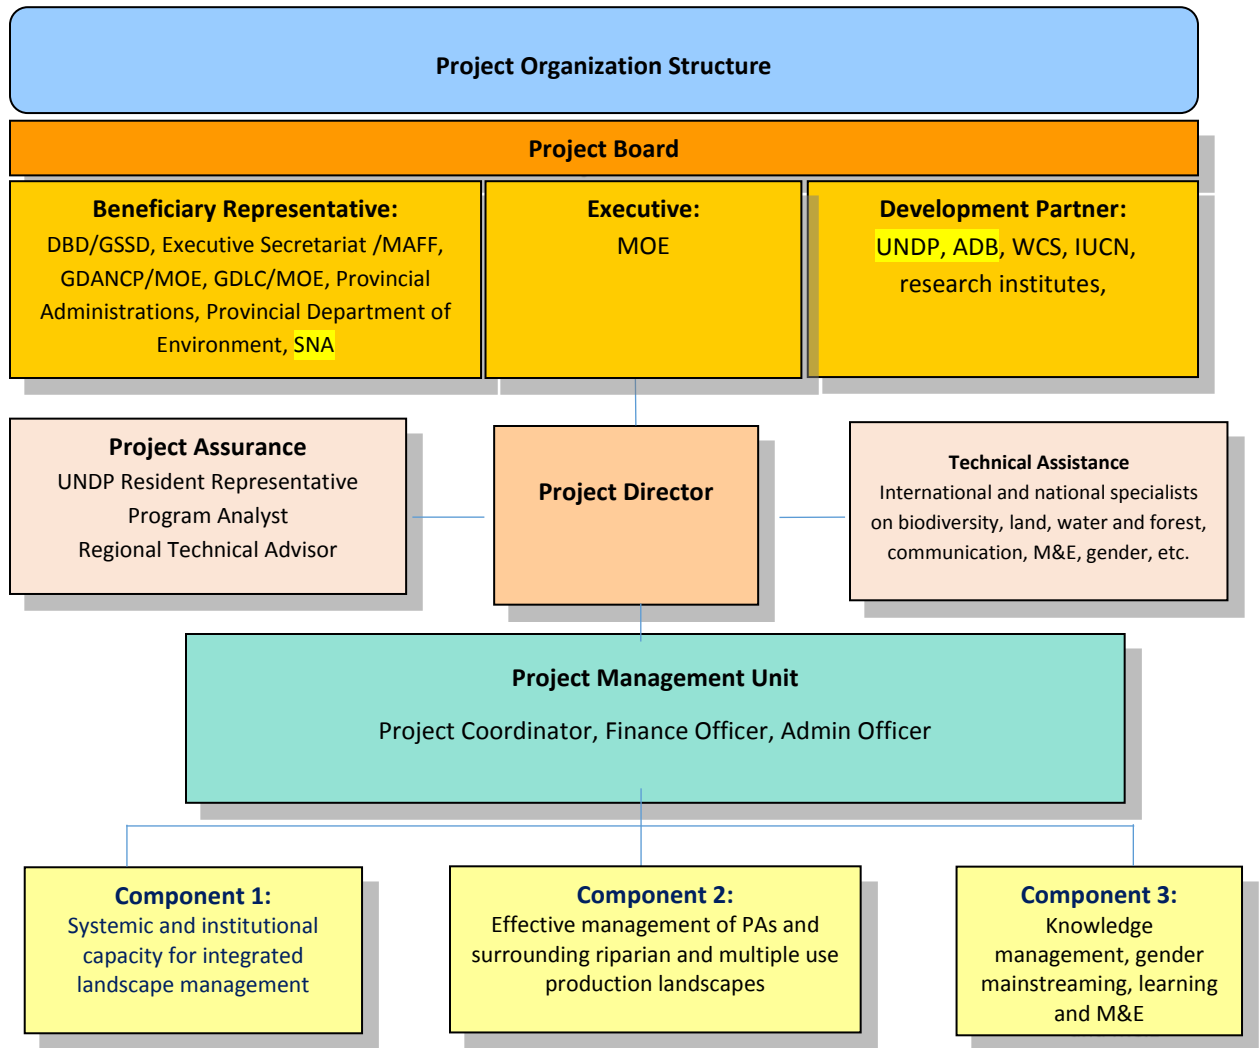 Project Organization Structure
Project Board
Beneficiary Representative:
DBD/GSSD, Executive Secretariat /MAFF,
GDANCP/MOE, GDLC/MOE, Provincial
Administrations, Provincial Department of
Environment, SNA
Executive:
MOE
Development Partner:
UNDP, ADB, WCS, IUCN,
research institutes,
Project Assurance
UNDP Resident Representative
Program Analyst
Regional Technical Advisor
Project Director
Technical Assistance
International and national specialists
on biodiversity, land, water and forest,
communication, M&E, gender, etc.
Project Management Unit
Project Coordinator, Finance Officer, Admin Officer
Component 1:
Systemic and institutional
capacity for integrated
landscape management
Component 2:
Effective management of PAs and
surrounding riparian and multiple use
production landscapes
Component 3:
Knowledge
management, gender
mainstreaming, learning
and M&E